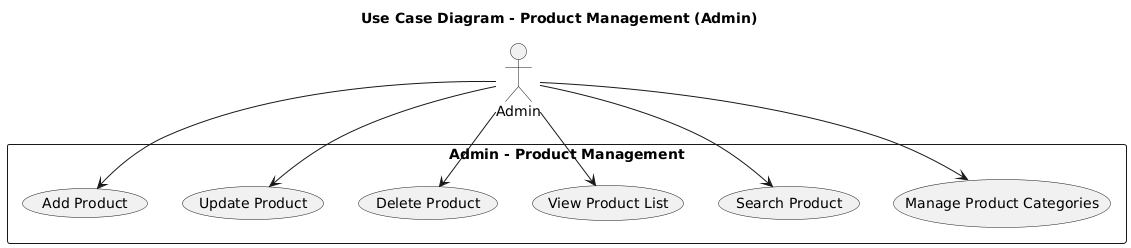 Use Case Diagram - Product Management (Admin)
Admin
Admin - Product Management
Add Product
Update Product
Delete Product
View Product List
Search Product
Manage Product Categories